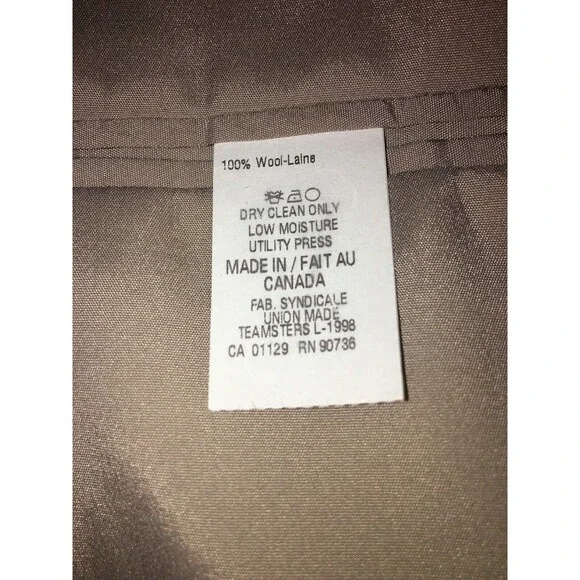 100% Wool-Laine
DRY CLEAN ONLY
LOW MOISTURE
UTILITY PRESS
MADE IN / FAIT AU
CANADA
FAB. SYNDICALE
UNION MADE
TEAMSTERS L-1998
CA 01129 RN 90736